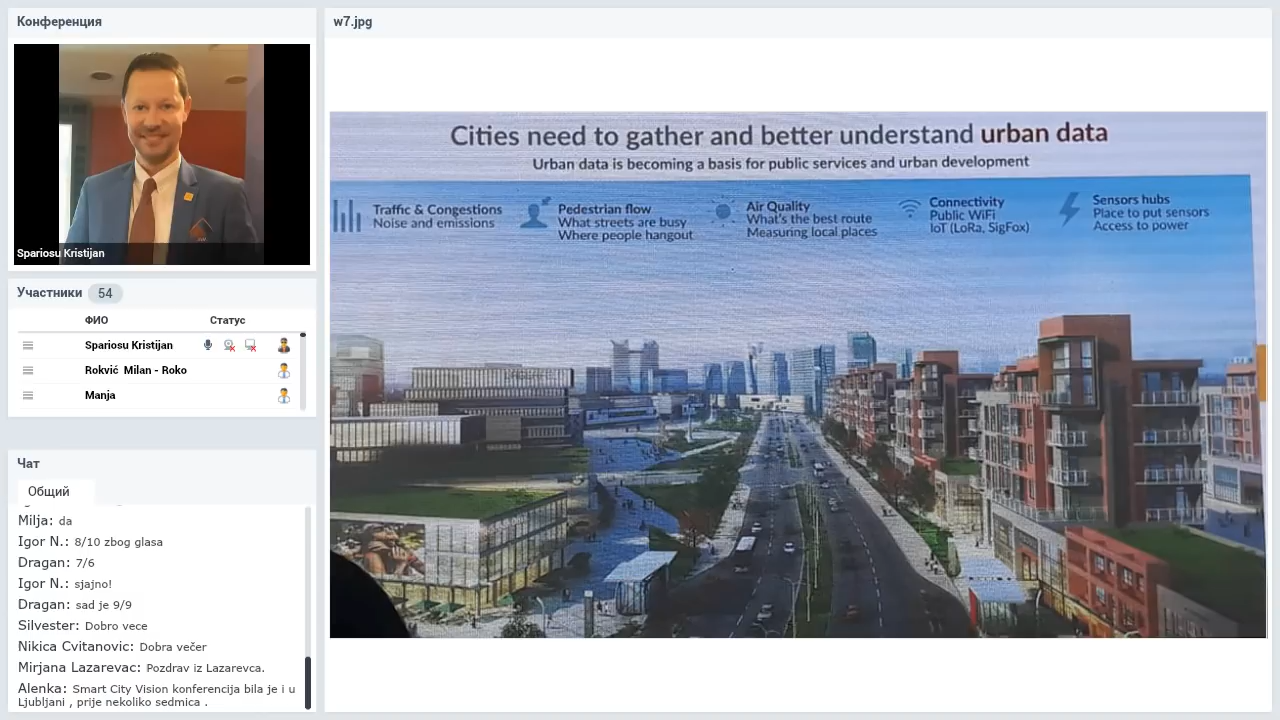 Конференция
Spariosu Kristijan
Участники 54
ФИО Статус
Spariosu Kristijan
Rokvić Milan - Roko
Manja
Чат
Общий
Milja: da
Igor N.: 8/10 zbog glasa
Dragan: 7/6
Igor N.: sjajno!
Dragan: sad je 9/9
Silvester: Dobro vece
Nikica Cvitanovic: Dobra večer
Mirjana Lazarevac: Pozdrav iz Lazarevca.
Alenka: Smart City Vision konferencija bila je i u
Ljubljani , prije nekoliko sedmica .
w7.jpg
Cities need to gather and better understand urban data
Urban data is becoming a basis for public services and urban development
Traffic & Congestions
Noise and emissions
Pedestrian flow
What streets are busy
Where people hangout
Air Quality
What's the best route
Measuring local places
Connectivity
Public WiFi
IoT (LoRa, SigFox)
Sensors hubs
Place to put sensors
Access to power